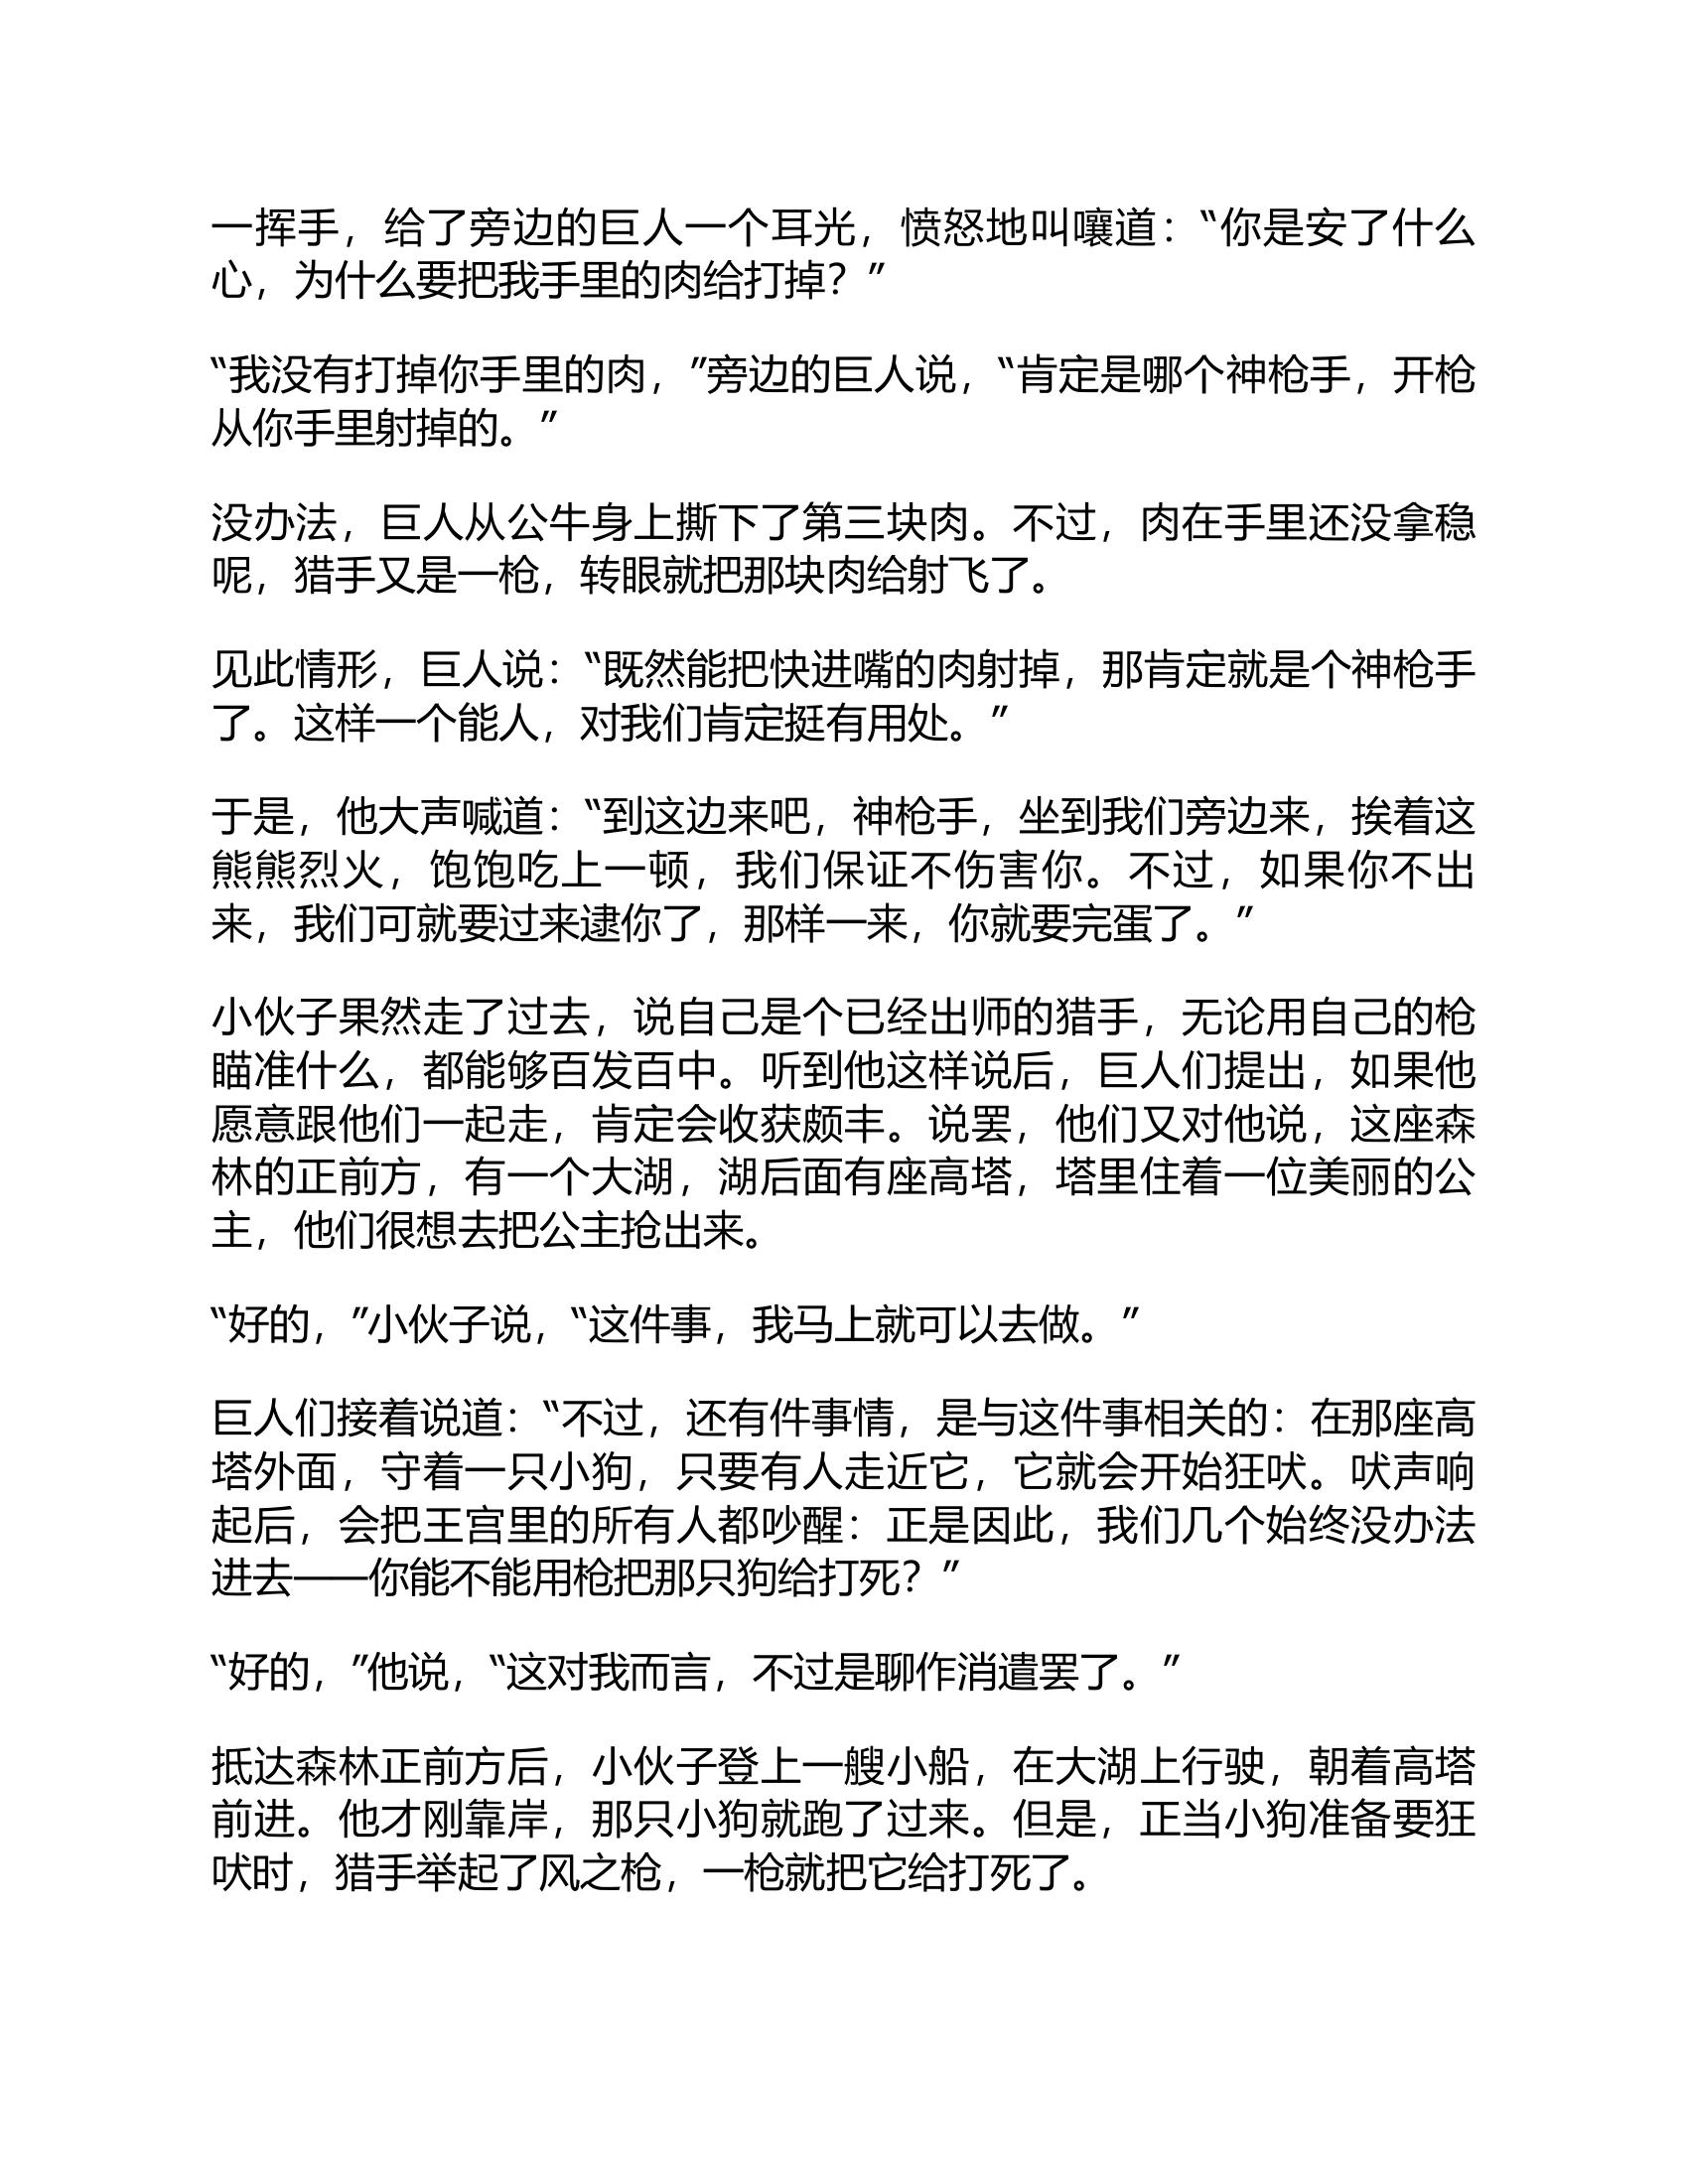 一挥手，给了旁边的巨人一个耳光，愤怒地叫嚷道：“你是安了什么
心，为什么要把我手里的肉给打掉？”
“我没有打掉你手里的肉，”旁边的巨人说，“肯定是哪个神枪手，开枪
从你手里射掉的。”
没办法，巨人从公牛身上撕下了第三块肉。不过，肉在手里还没拿稳
呢，猎手又是一枪，转眼就把那块肉给射飞了。
见此情形，巨人说：“既然能把快进嘴的肉射掉，那肯定就是个神枪手
了。这样一个能人，对我们肯定挺有用处。”
于是，他大声喊道：“到这边来吧，神枪手，坐到我们旁边来，挨着这
熊熊烈火，饱饱吃上一顿，我们保证不伤害你。不过，如果你不出
来，我们可就要过来逮你了，那样一来，你就要完蛋了。”
小伙子果然走了过去，说自己是个已经出师的猎手，无论用自己的枪
瞄准什么，都能够百发百中。听到他这样说后，巨人们提出，如果他
愿意跟他们一起走，肯定会收获颇丰。说罢，他们又对他说，这座森
林的正前方，有一个大湖，湖后面有座高塔，塔里住着一位美丽的公
主，他们很想去把公主抢出来。
“好的，”小伙子说，“这件事，我马上就可以去做。”
巨人们接着说道：“不过，还有件事情，是与这件事相关的：在那座高
塔外面，守着一只小狗，只要有人走近它，它就会开始狂吠。吠声响
起后，会把王宫里的所有人都吵醒：正是因此，我们几个始终没办法
进去——你能不能用枪把那只狗给打死？”
“好的，”他说，“这对我而言，不过是聊作消遣罢了。”
抵达森林正前方后，小伙子登上一艘小船，在大湖上行驶，朝着高塔
前进。他才刚靠岸，那只小狗就跑了过来。但是，正当小狗准备要狂
吠时，猎手举起了风之枪，一枪就把它给打死了。